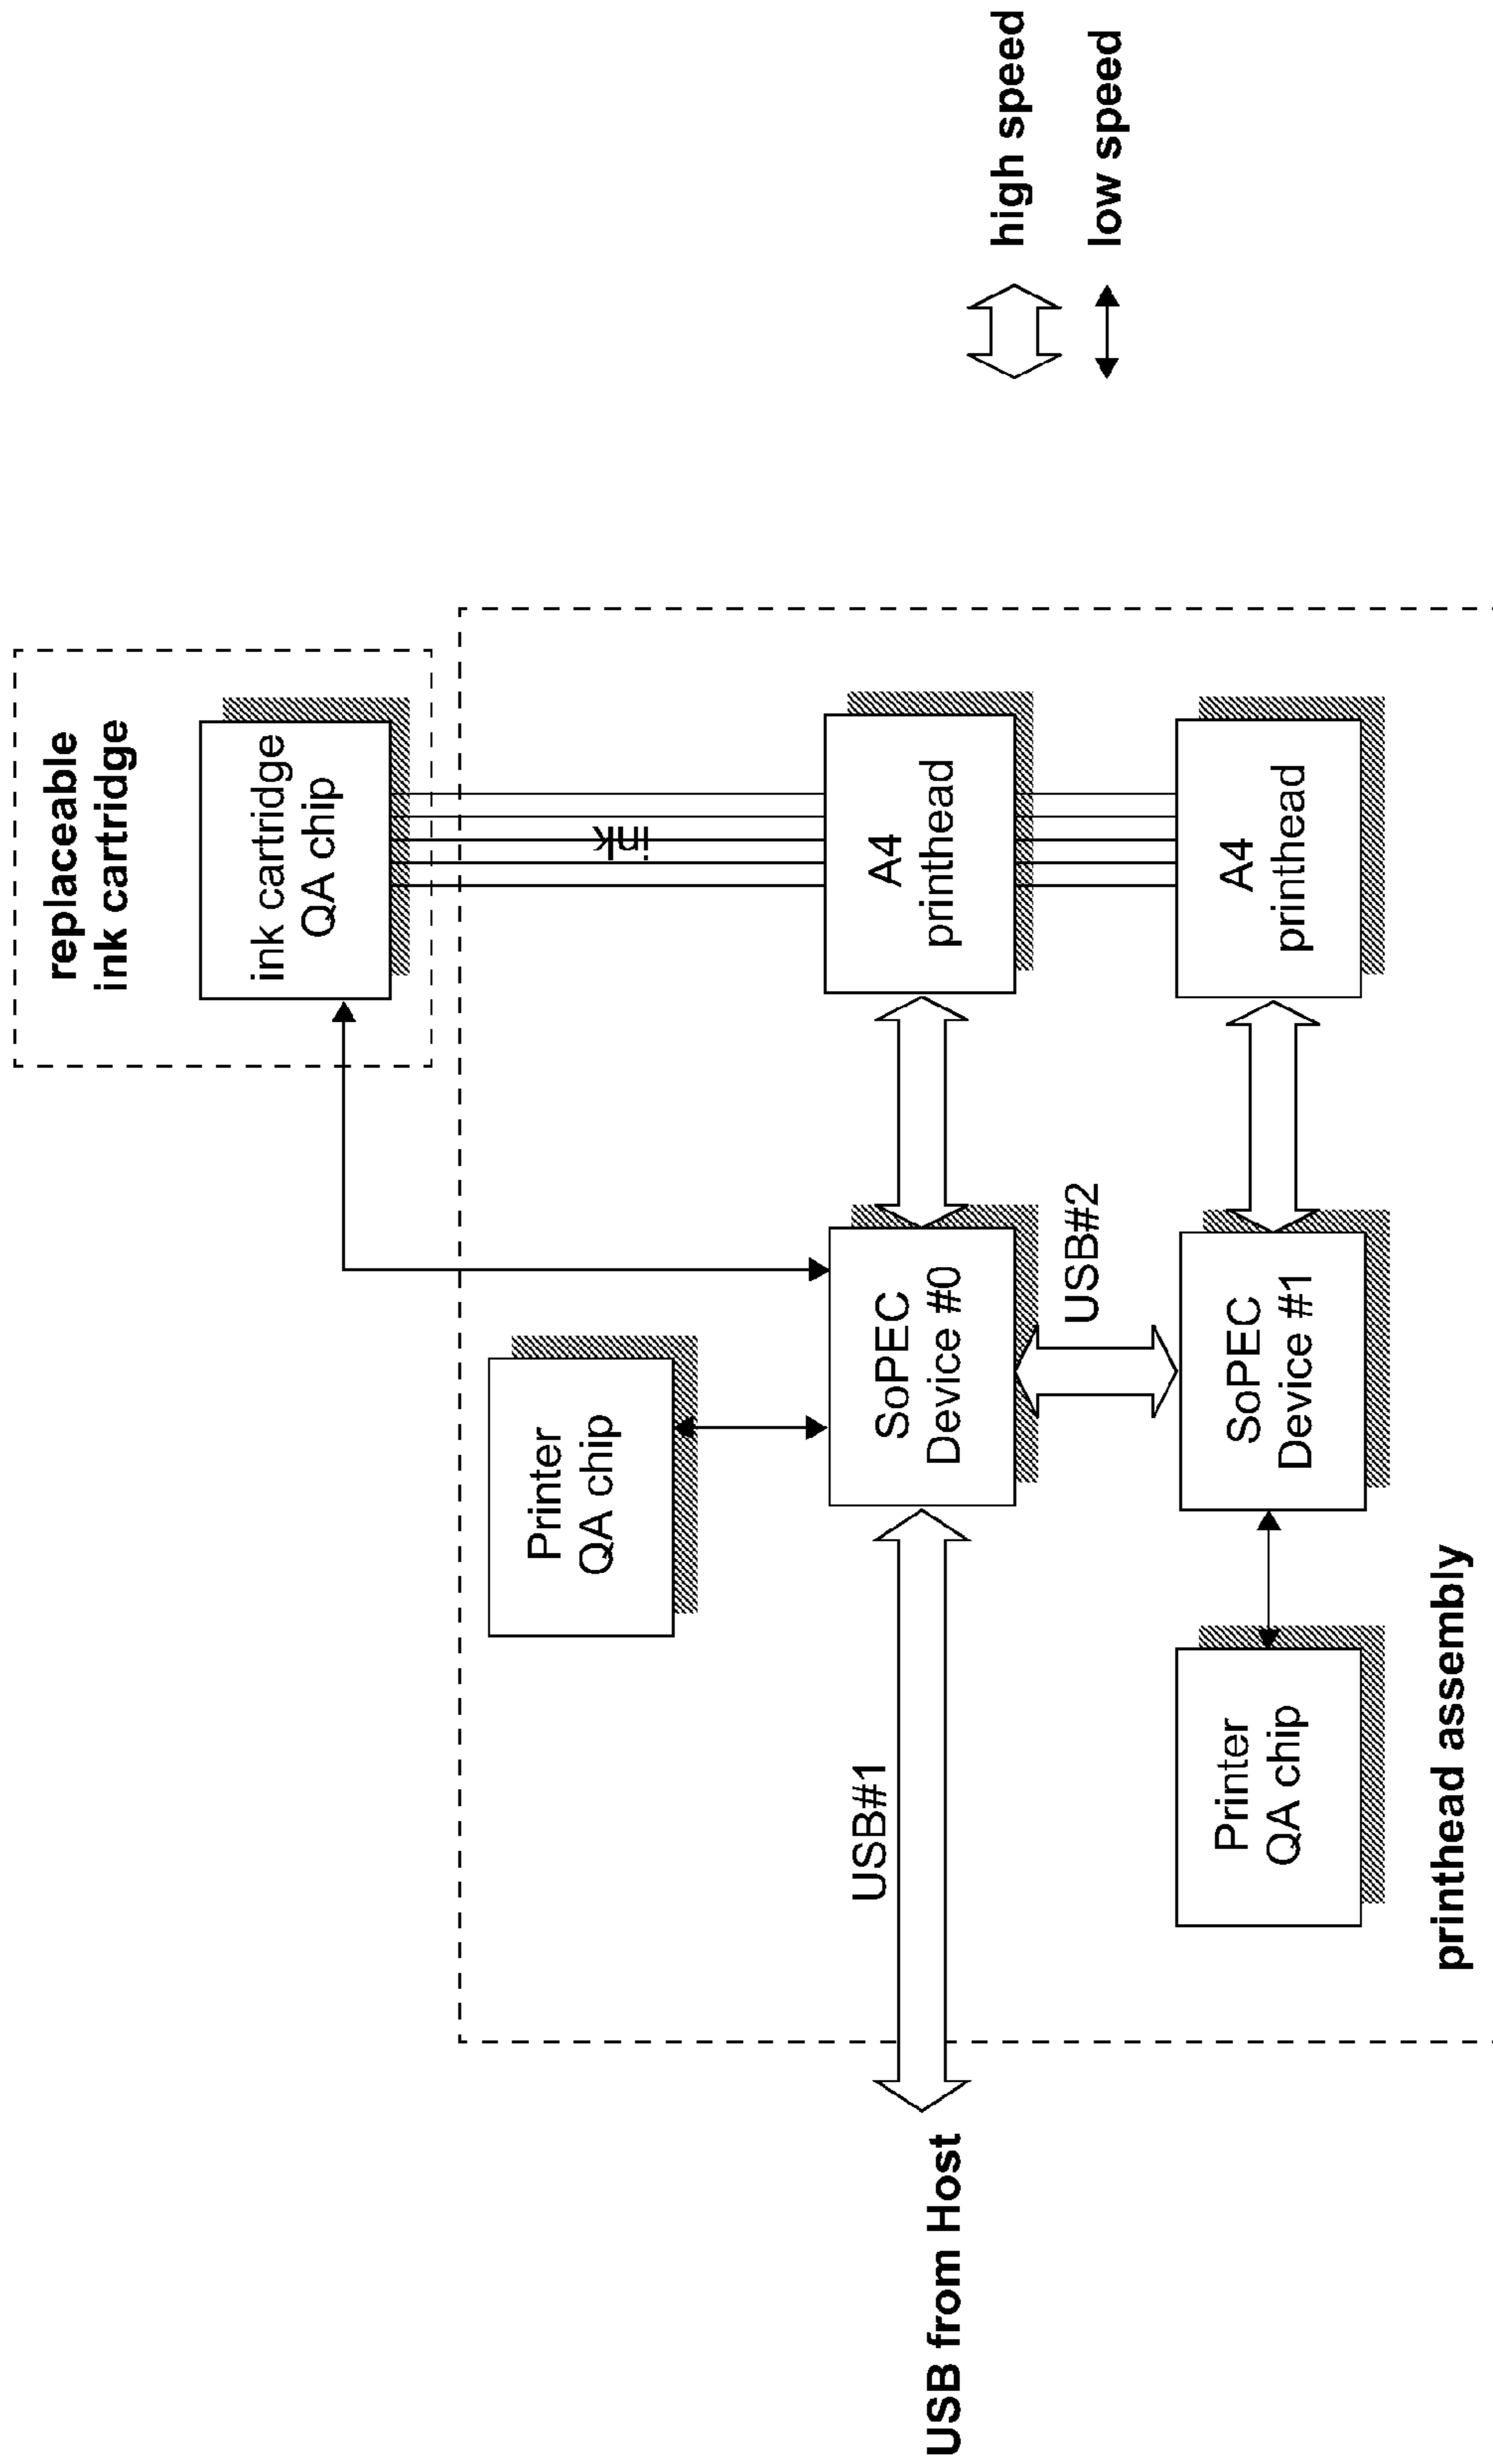 replaceable
ink cartridge
ink cartridge
QA chip
Printer
QA chip
ink
USB#1
SoPEC
Device #0
A4
printhead
USB from Host
USB#2
high speed
low speed
Printer
QA chip
SoPEC
Device #1
A4
printhead
printhead assembly